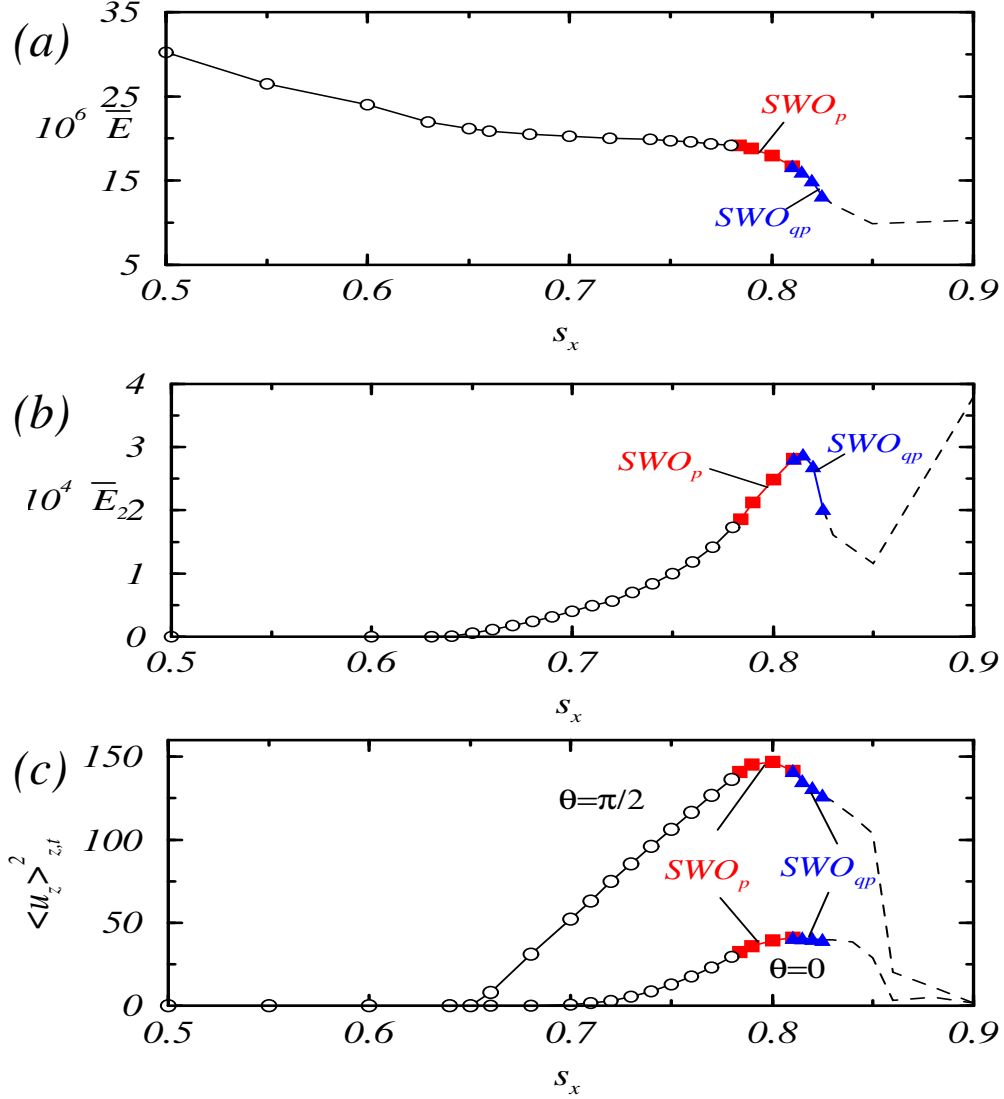 (a)
35
25
15
5
10^6 E̅
SWO_p
SWO_qp
0.5 0.6 0.7 0.8 0.9
s_x
(b)
4
3
2
1
0
10^4 E̅_2
SWO_p
SWO_qp
0.5 0.6 0.7 0.8 0.9
s_x
(c)
150
100
50
0
<u_z>^2_z,t
θ=π/2
SWO_p
SWO_qp
θ=0
0.5 0.6 0.7 0.8 0.9
s_x